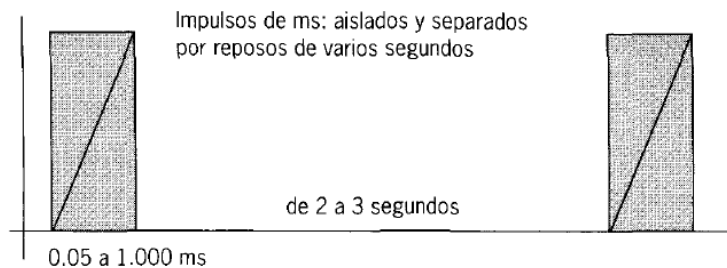 Impulsos de ms: aislados y separados
por reposos de varios segundos
de 2 a 3 segundos
0.05 a 1.000 ms